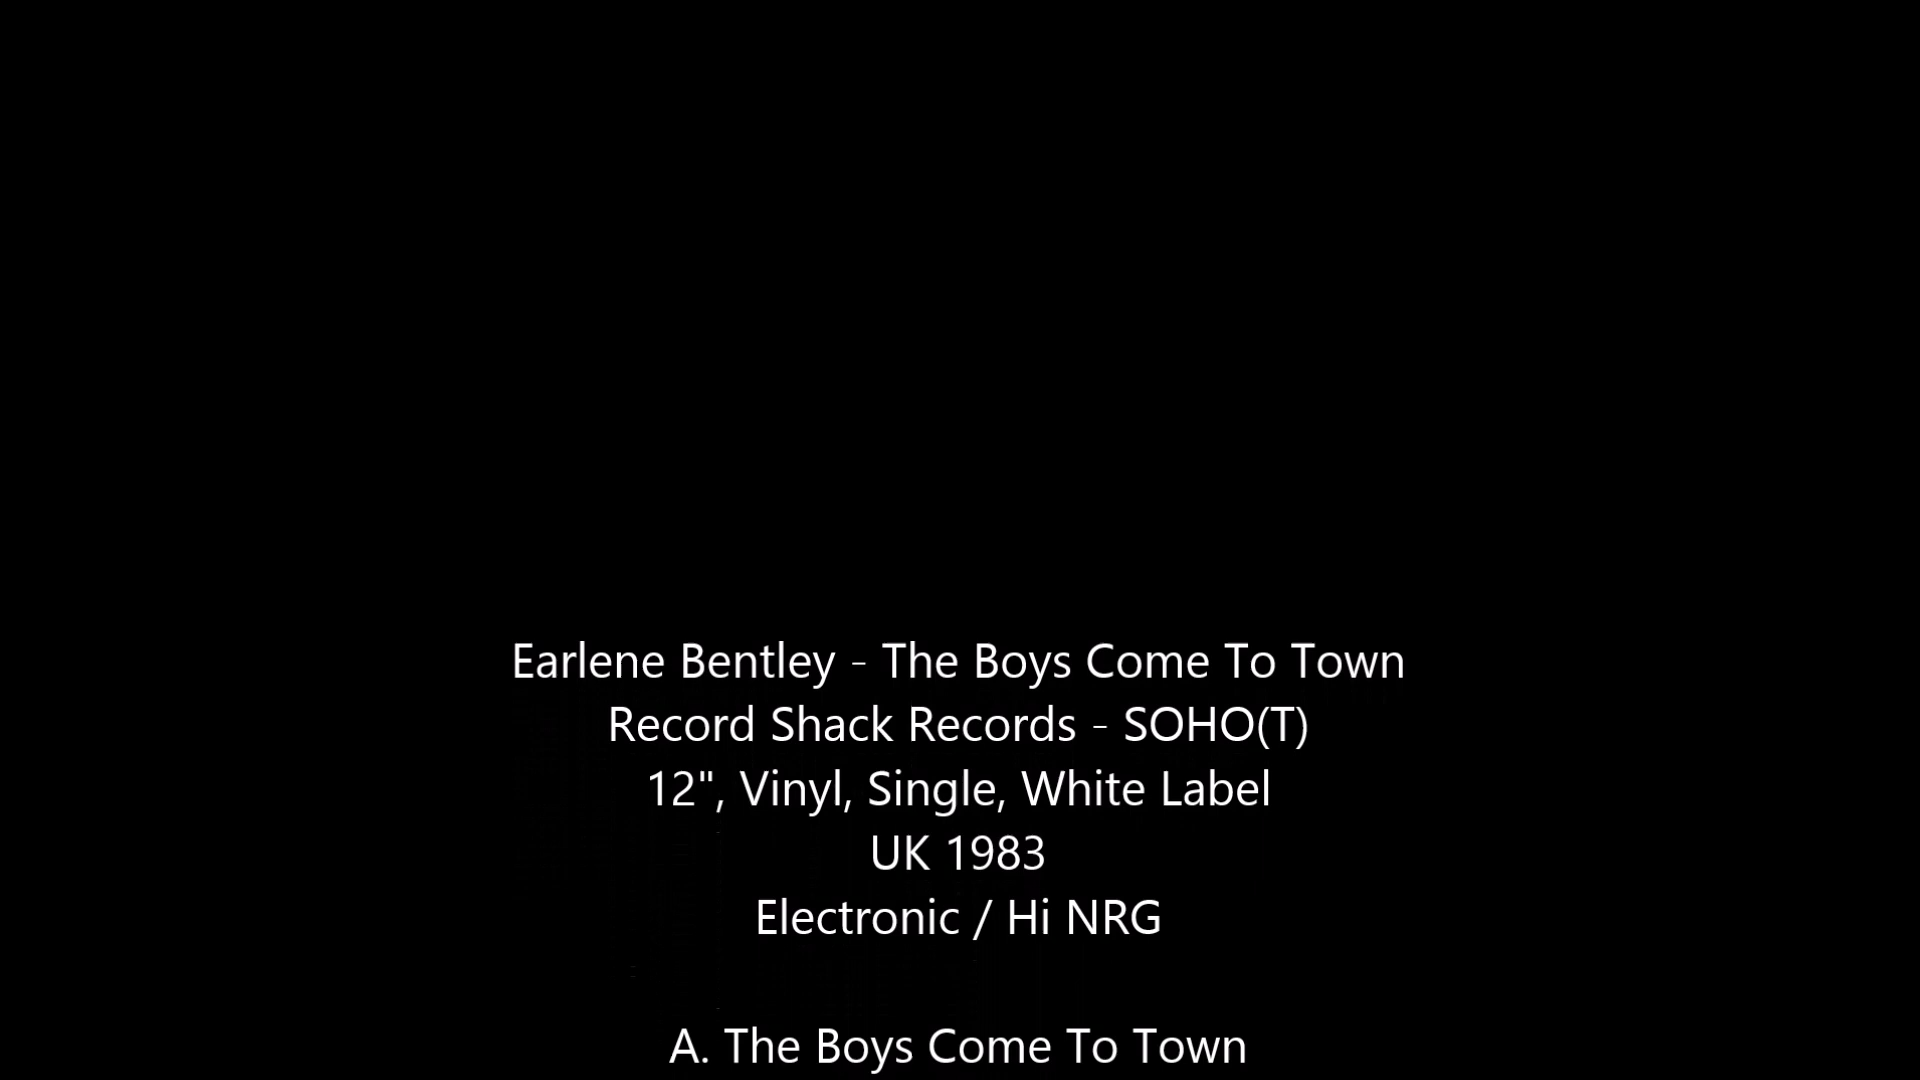 Earlene Bentley - The Boys Come To Town
Record Shack Records - SOHO(T)
12", Vinyl, Single, White Label
UK 1983
Electronic / Hi NRG
A. The Boys Come To Town